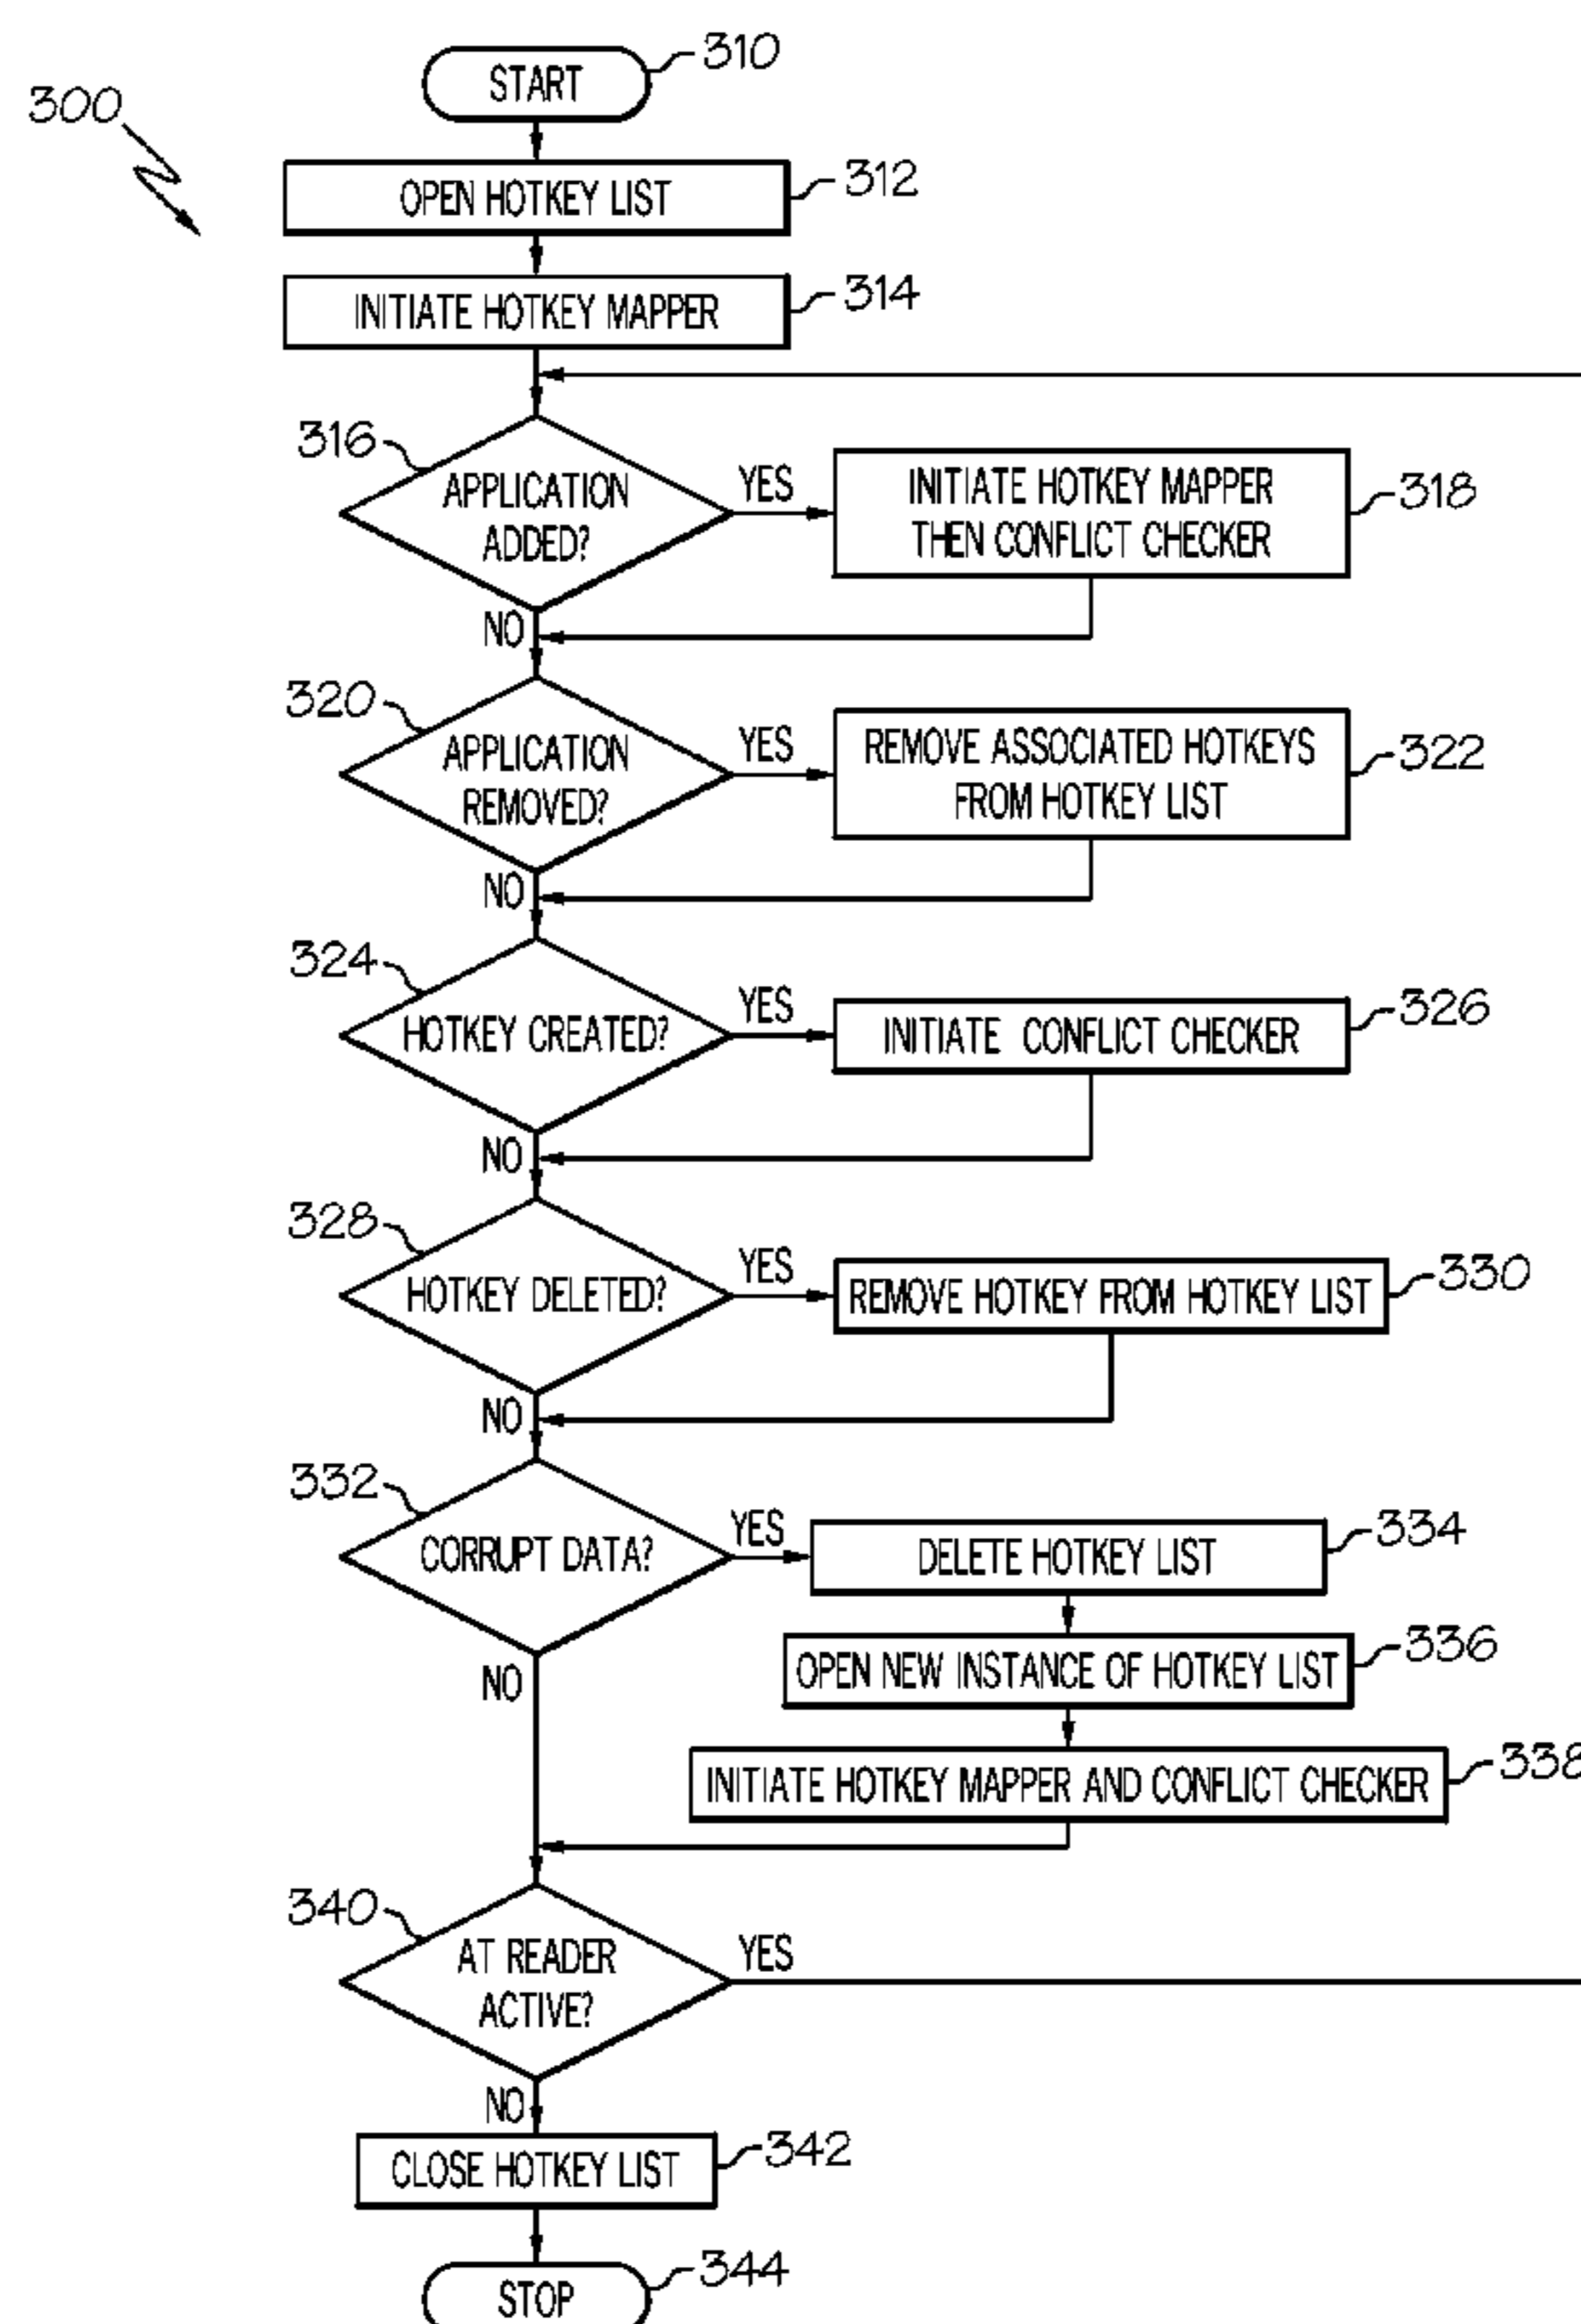 300
START
310
OPEN HOTKEY LIST
312
INITIATE HOTKEY MAPPER
314
316
APPLICATION
ADDED?
YES
INITIATE HOTKEY MAPPER
THEN CONFLICT CHECKER
318
NO
320
APPLICATION
REMOVED?
YES
REMOVE ASSOCIATED HOTKEYS
FROM HOTKEY LIST
322
NO
324
HOTKEY CREATED?
YES
INITIATE CONFLICT CHECKER
326
NO
328
HOTKEY DELETED?
YES
REMOVE HOTKEY FROM HOTKEY LIST
330
NO
332
CORRUPT DATA?
YES
DELETE HOTKEY LIST
334
OPEN NEW INSTANCE OF HOTKEY LIST
336
NO
INITIATE HOTKEY MAPPER AND CONFLICT CHECKER
338
340
AT READER
ACTIVE?
YES
NO
CLOSE HOTKEY LIST
342
STOP
344